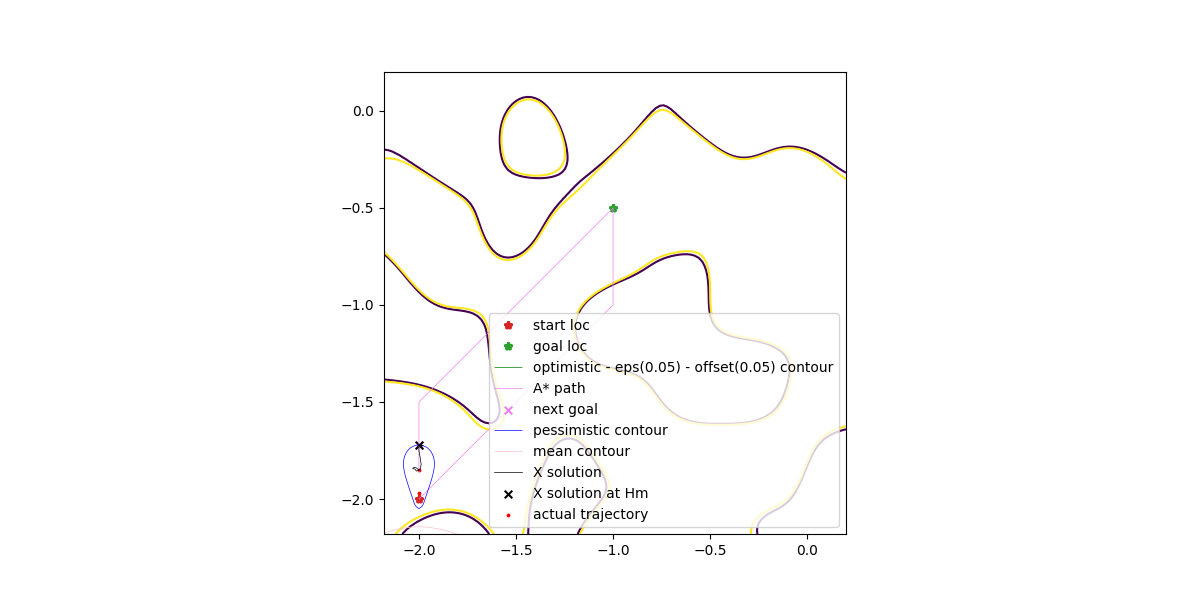 0.0
−0.5
−1.0
−1.5
−2.0
start loc
goal loc
optimistic - eps(0.05) - offset(0.05) contour
A* path
next goal
pessimistic contour
mean contour
X solution
X solution at Hm
actual trajectory
−2.0 −1.5 −1.0 −0.5 0.0